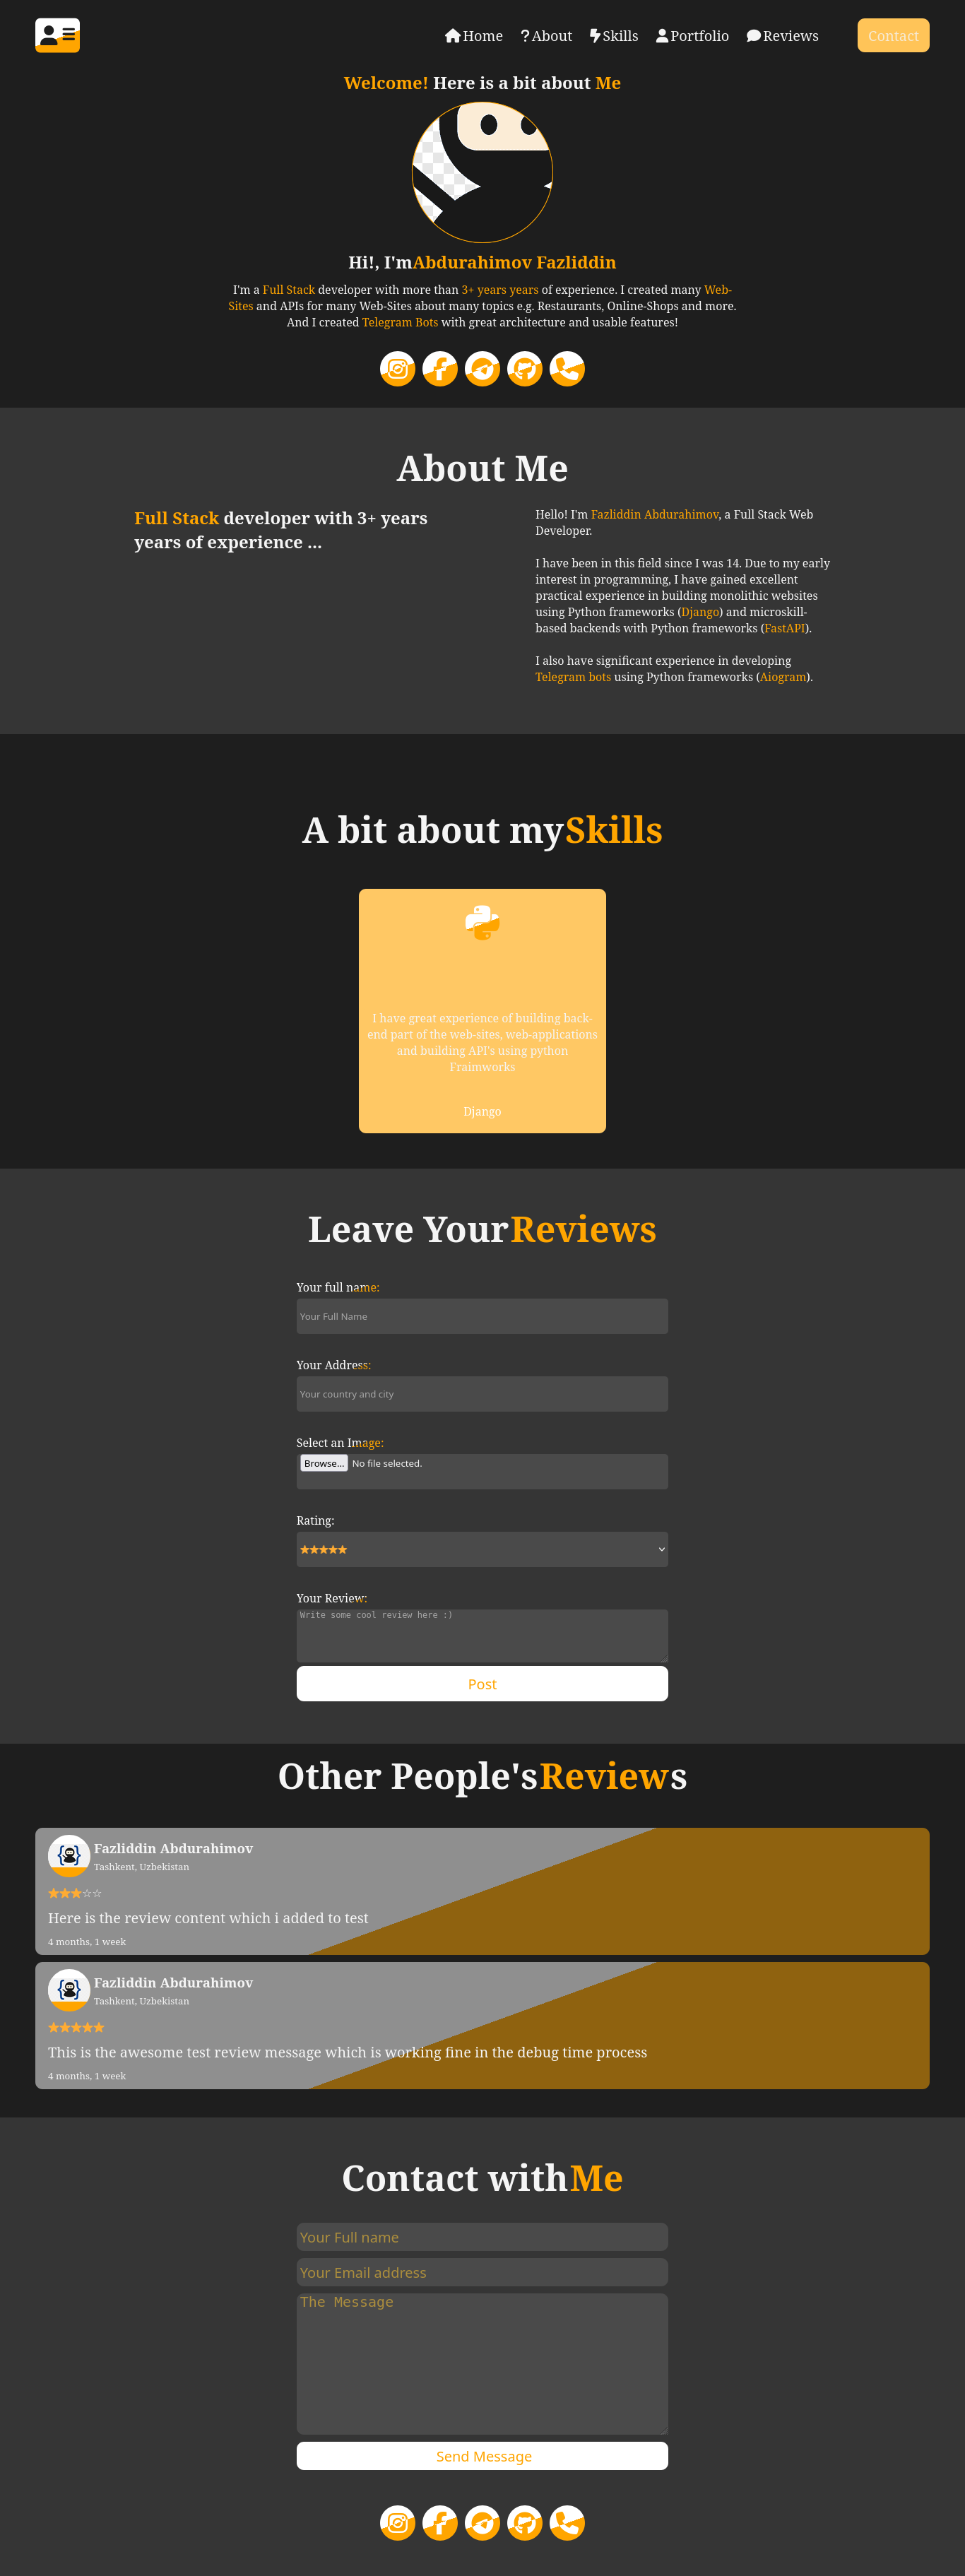 Home ? About Skills Portfolio Reviews Contact
Welcome! Here is a bit about Me
Hi!, I'mAbdurahimov Fazliddin
I'm a Full Stack developer with more than 3+ years years of experience. I created many Web-
Sites and APIs for many Web-Sites about many topics e.g. Restaurants, Online-Shops and more.
And I created Telegram Bots with great architecture and usable features!
About Me
Full Stack developer with 3+ years
years of experience ...
Hello! I'm Fazliddin Abdurahimov, a Full Stack Web
Developer.
I have been in this field since I was 14. Due to my early
interest in programming, I have gained excellent
practical experience in building monolithic websites
using Python frameworks (Django) and microskill-
based backends with Python frameworks (FastAPI).
I also have significant experience in developing
Telegram bots using Python frameworks (Aiogram).
A bit about mySkills
I have great experience of building back-
end part of the web-sites, web-applications
and building API's using python
Fraimworks
Django
Leave YourReviews
Your full name:
Your Full Name
Your Address:
Your country and city
Select an Image:
Browse... No file selected.
Rating:
★★★★★
Your Review:
Write some cool review here :)
Post
Other People'sReviews
Fazliddin Abdurahimov
Tashkent, Uzbekistan
★★★☆☆
Here is the review content which i added to test
4 months, 1 week
Fazliddin Abdurahimov
Tashkent, Uzbekistan
★★★★★
This is the awesome test review message which is working fine in the debug time process
4 months, 1 week
Contact withMe
Your Full name
Your Email address
The Message
Send Message